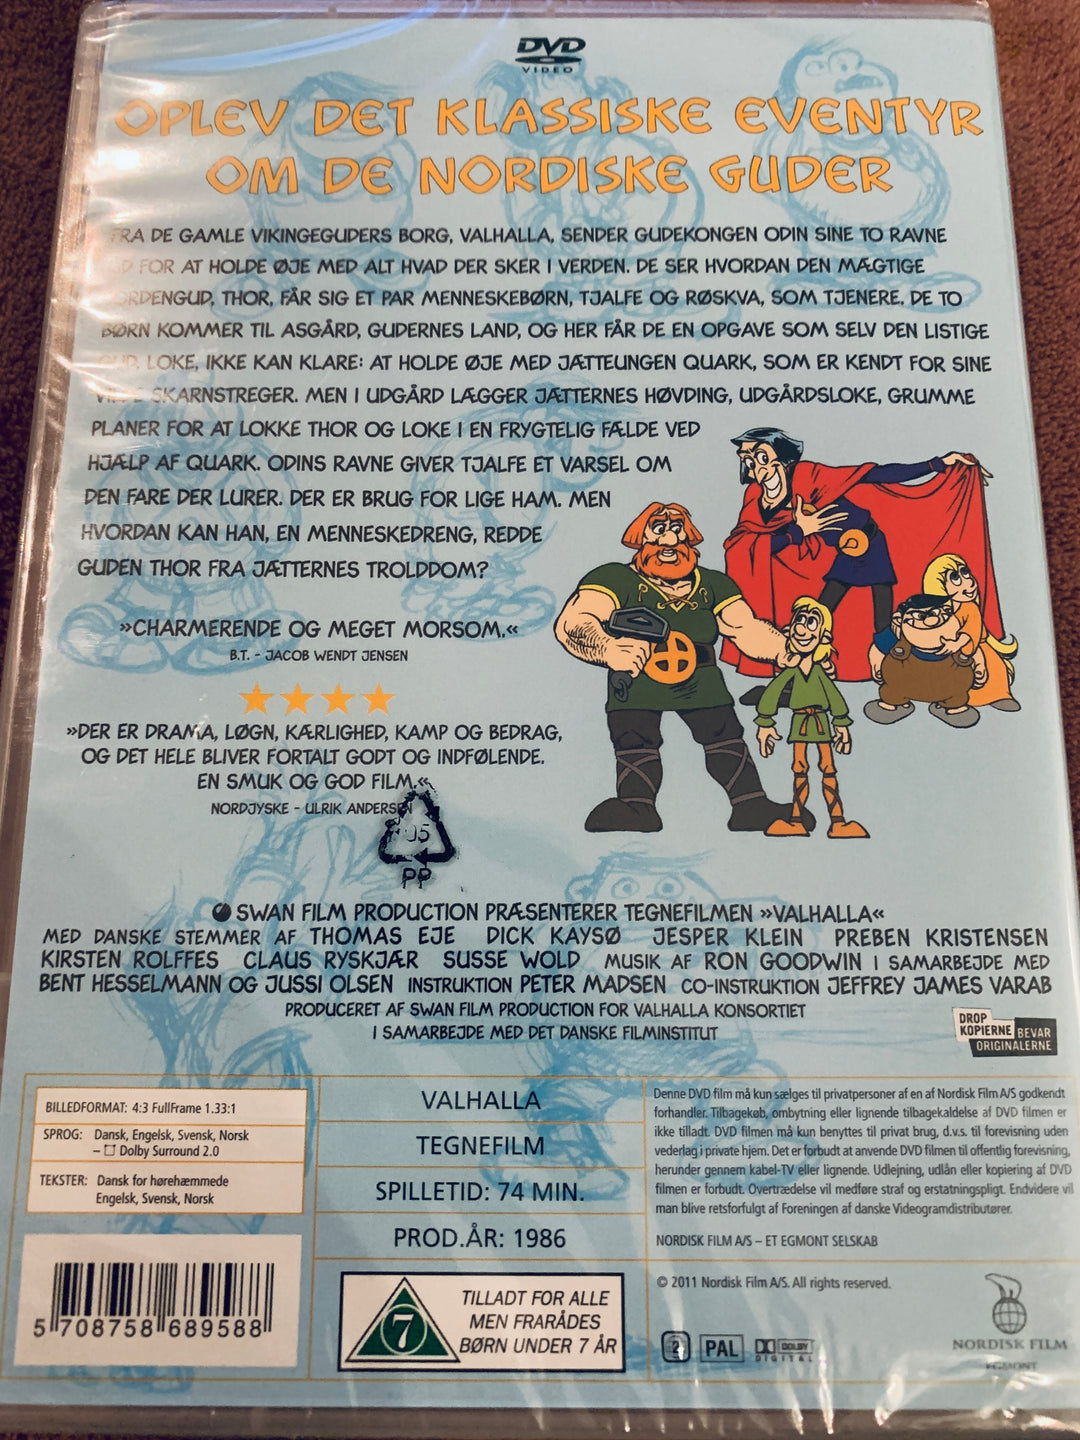 DVD
VIDEO
OPLEV DET KLASSISKE EVENTYR
OM DE NORDISKE GUDER
FRA DE GAMLE VIKINGEGUDERS BORG, VALHALLA, SENDER GUDEKONGEN ODIN SINE TO RAVNE
FOR AT HOLDE ØJE MED ALT HVAD DER SKER I VERDEN. DE SER HVORDAN DEN MÆGTIGE
TORDENGUD, THOR, FÅR SIG ET PAR MENNESKEBØRN, TJALFE OG RØSKVA, SOM TJENERE. DE TO
BØRN KOMMER TIL ASGÅRD, GUDERNES LAND, OG HER FÅR DE EN OPGAVE SOM SELV DEN LISTIGE
GUD, LOKE, IKKE KAN KLARE: AT HOLDE ØJE MED JÆTTEUNGEN QUARK, SOM ER KENDT FOR SINE
VILDE SKARNSTREGER. MEN I UDGÅRD LÆGGER JÆTTERNES HØVDING, UDGÅRDSLOKE, GRUMME
PLANER FOR AT LOKKE THOR OG LOKE I EN FRYGTELIG FÆLDE VED
HJÆLP AF QUARK. ODINS RAVNE GIVER TJALFE ET VARSEL OM
DEN FARE DER LURER. DER ER BRUG FOR LIGE HAM. MEN
HVORDAN KAN HAN, EN MENNESKEDRENG, REDDE
GUDEN THOR FRA JÆTTERNES TROLDDOM?
»CHARMERENDE OG MEGET MORSOM.«
B.T. - JACOB WENDT JENSEN
»DER ER DRAMA, LØGN, KÆRLIGHED, KAMP OG BEDRAG,
OG DET HELE BLIVER FORTALT GODT OG INDFØLENDE.
EN SMUK OG GOD FILM.«
NORDJYSKE - ULRIK ANDERSEN
05
PP
SWAN FILM PRODUCTION PRÆSENTERER TEGNEFILMEN »VALHALLA«
MED DANSKE STEMMER AF THOMAS EJE DICK KAYSØ JESPER KLEIN PREBEN KRISTENSEN
KIRSTEN ROLFFES CLAUS RYSKJÆR SUSSE WOLD MUSIK AF RON GOODWIN I SAMARBEJDE MED
BENT HESSELMANN OG JUSSI OLSEN INSTRUKTION PETER MADSEN CO-INSTRUKTION JEFFREY JAMES VARAB
PRODUCERET AF SWAN FILM PRODUCTION FOR VALHALLA KONSORTIET
I SAMARBEJDE MED DET DANSKE FILMINSTITUT
DROP
KOPIERNE BEVAR
ORIGINALERNE
BILLEDFORMAT: 4:3 FullFrame 1.33:1
SPROG: Dansk, Engelsk, Svensk, Norsk
– Dolby Surround 2.0
TEKSTER: Dansk for hørehæmmede
Engelsk, Svensk, Norsk
5 708758 689588
VALHALLA
TEGNEFILM
SPILLETID: 74 MIN.
PROD.ÅR: 1986
7
TILLADT FOR ALLE
MEN FRARÅDES
BØRN UNDER 7 ÅR
Denne DVD film må kun sælges til privatpersoner af en af Nordisk Film A/S godkendt
forhandler. Tilbagekøb, ombytning eller lignende tilbagekaldelse af DVD filmen er
ikke tilladt. DVD filmen må kun benyttes til privat brug, d.v.s. til forevisning uden
vederlag i private hjem. Det er forbudt at anvende DVD filmen til offentlig forevisning,
herunder gennem kabel-TV eller lignende. Udlejning, udlån eller kopiering af DVD
filmen er forbudt. Overtrædelse vil medføre straf og erstatningspligt. Endvidere vil
man blive retsforfulgt af Foreningen af danske Videogramdistributører.
NORDISK FILM A/S – ET EGMONT SELSKAB
© 2011 Nordisk Film A/S. All rights reserved.
2 PAL DOLBY
DIGITAL
NORDISK FILM
EGMONT